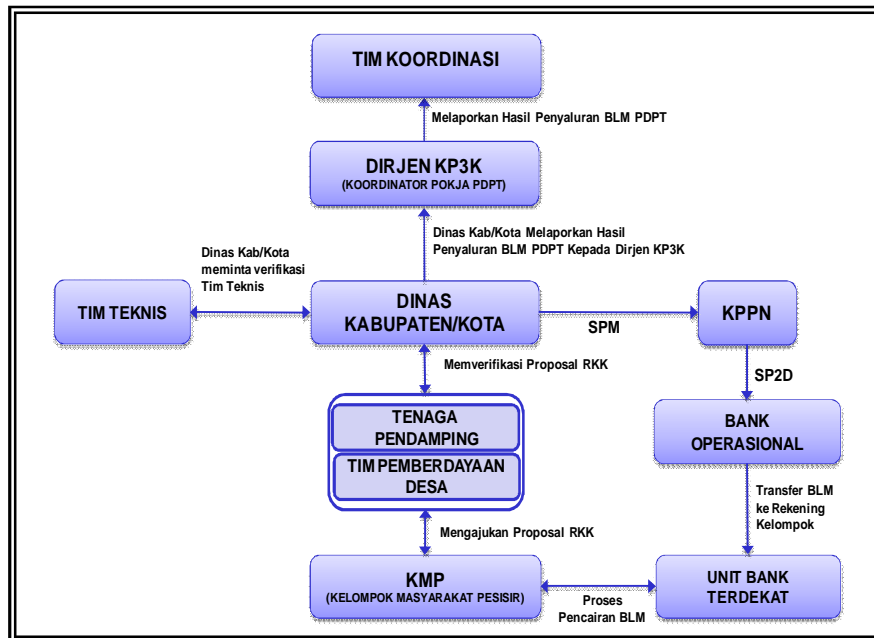 TIM KOORDINASI
Melaporkan Hasil Penyaluran BLM PDPT
DIRJEN KP3K
(KOORDINATOR POKJA PDPT)
Dinas Kab/Kota Melaporkan Hasil
Penyaluran BLM PDPT Kepada Dirjen KP3K
Dinas Kab/Kota
meminta verifikasi
Tim Teknis
TIM TEKNIS
DINAS
KABUPATEN/KOTA
SPM
KPPN
Memverifikasi Proposal RKK
SP2D
TENAGA
PENDAMPING
TIM PEMBERDAYAAN
DESA
BANK
OPERASIONAL
Transfer BLM
ke Rekening
Kelompok
Mengajukan Proposal RKK
KMP
(KELOMPOK MASYARAKAT PESISIR)
Proses
Pencairan BLM
UNIT BANK
TERDEKAT